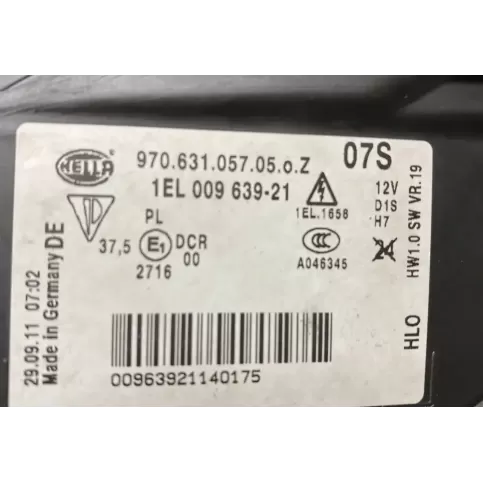 HELLA
970.631.057.05.o.Z
07S
1EL 009 639-21
1EL.1658
12V
D1S
H7
24
PL
37,5
E1
DCR
00
2716
CCC
A046345
HW1.0 SW VR.19
HLO
29.09.11 07:02
Made in Germany DE
00963921140175